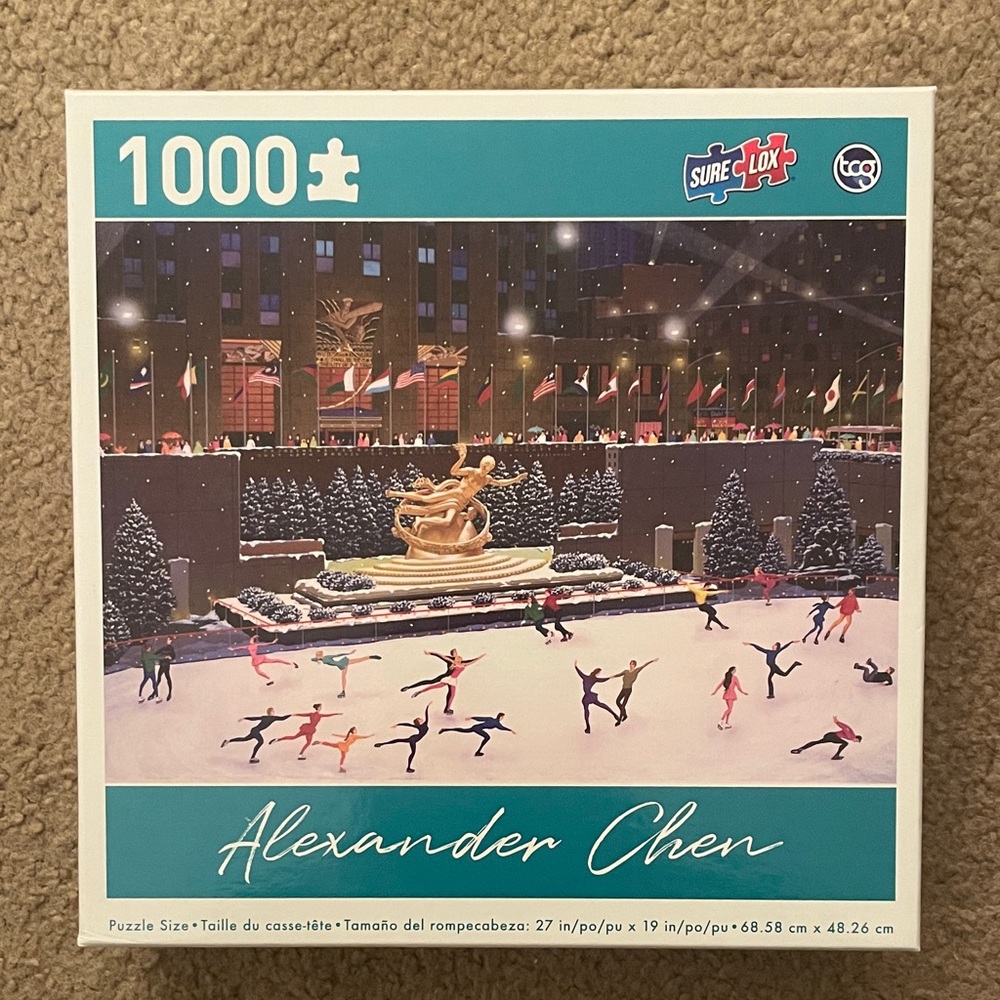 1000
SURE LOX
tcg
Alexander Chen
Puzzle Size • Taille du casse-tête • Tamaño del rompecabeza: 27 in/po/pu x 19 in/po/pu • 68.58 cm x 48.26 cm